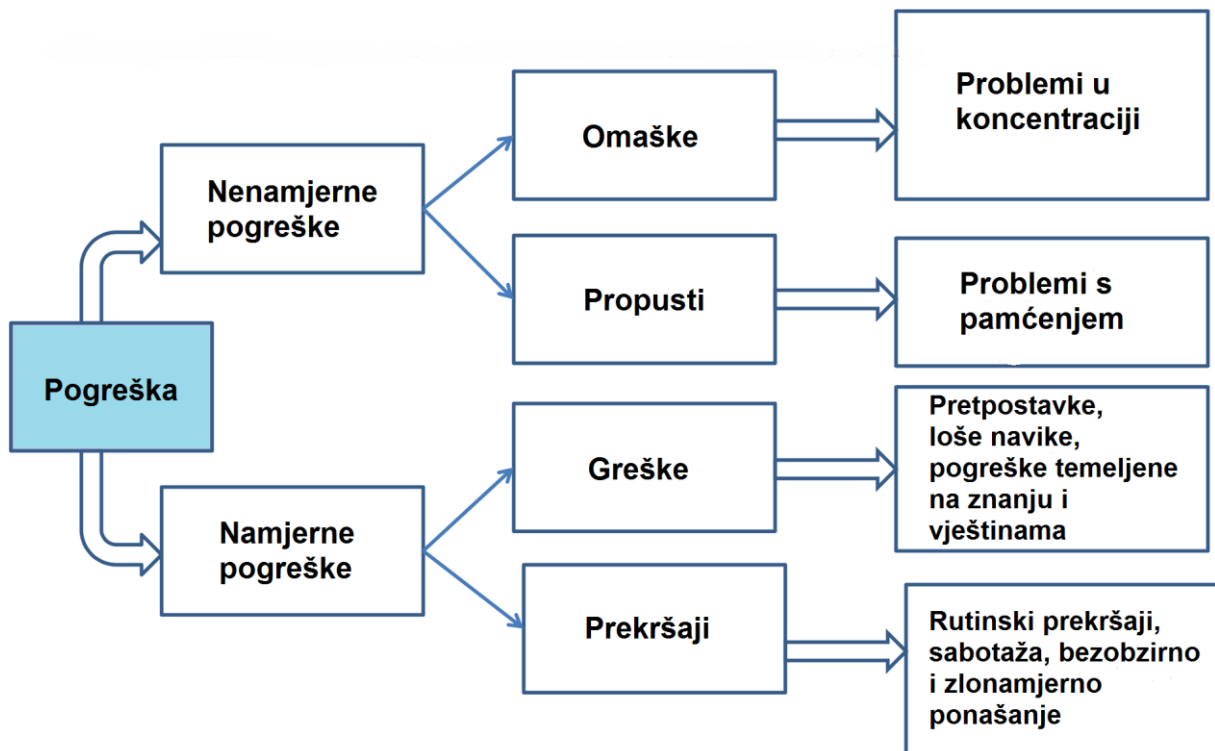 Pogreška
Nenamjerne
pogreške
Omaške
Problemi u
koncentraciji
Propusti
Problemi s
pamćenjem
Namjerne
pogreške
Greške
Pretpostavke,
loše navike,
pogreške temeljene
na znanju i
vještinama
Prekršaji
Rutinski prekršaji,
sabotaža, bezobzirno
i zlonamjerno
ponašanje